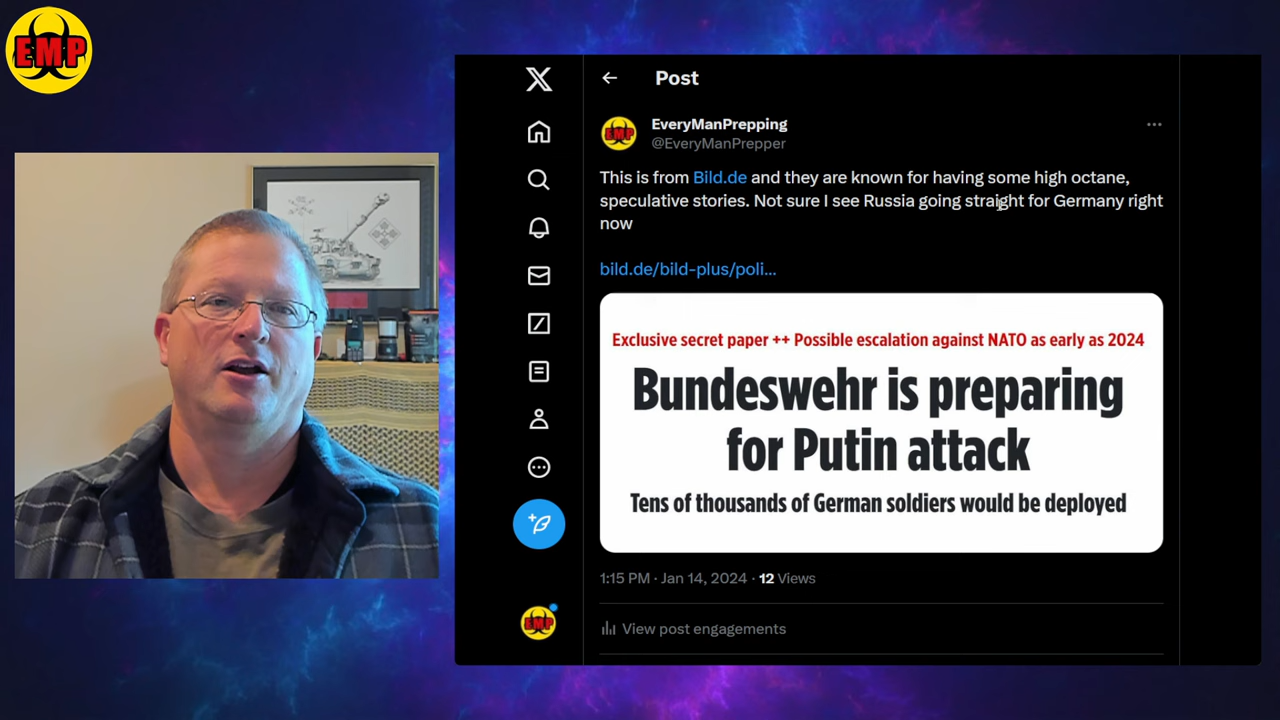 EMP
Post
EMP
EveryManPrepping
@EveryManPrepper
This is from Bild.de and they are known for having some high octane,
speculative stories. Not sure I see Russia going straight for Germany right
now
bild.de/bild-plus/poli...
Exclusive secret paper ++ Possible escalation against NATO as early as 2024
Bundeswehr is preparing
for Putin attack
Tens of thousands of German soldiers would be deployed
1:15 PM · Jan 14, 2024 · 12 Views
EMP
View post engagements